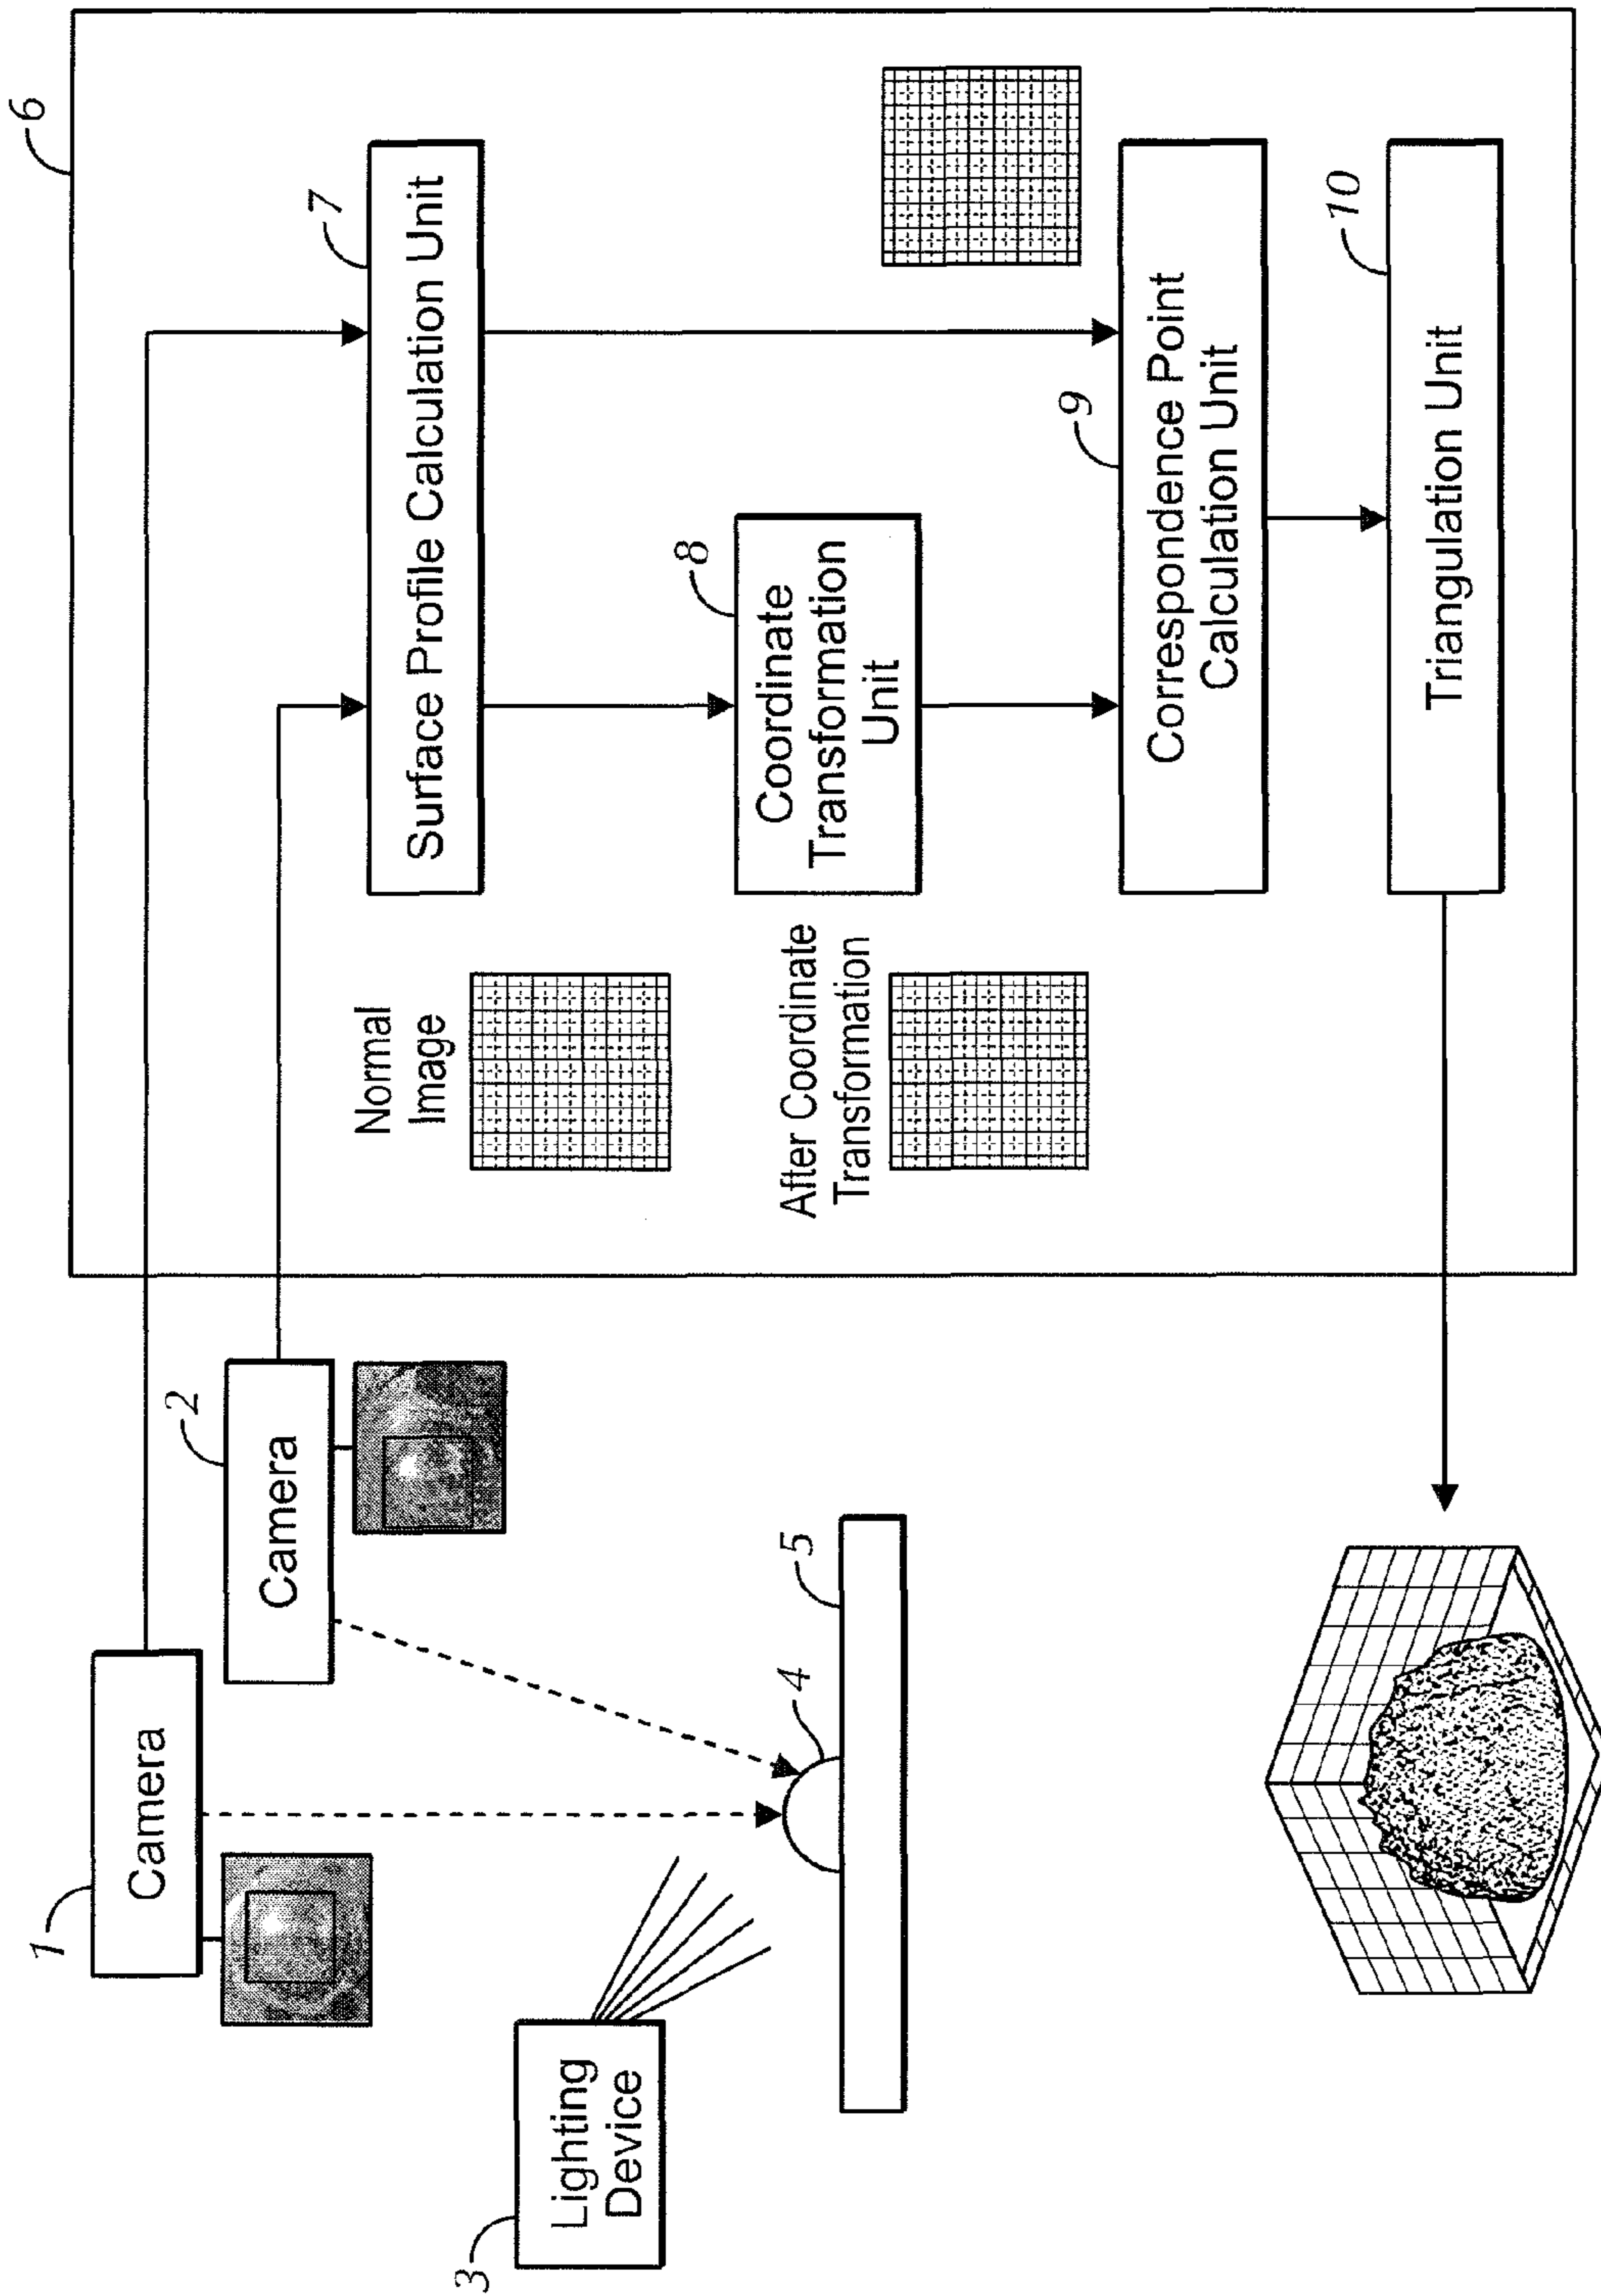 1
Camera
2
Camera
3
Lighting
Device
4
5
6
7
Surface Profile Calculation Unit
Normal
Image
8
Coordinate
Transformation
Unit
After Coordinate
Transformation
9
Correspondence Point
Calculation Unit
10
Triangulation Unit